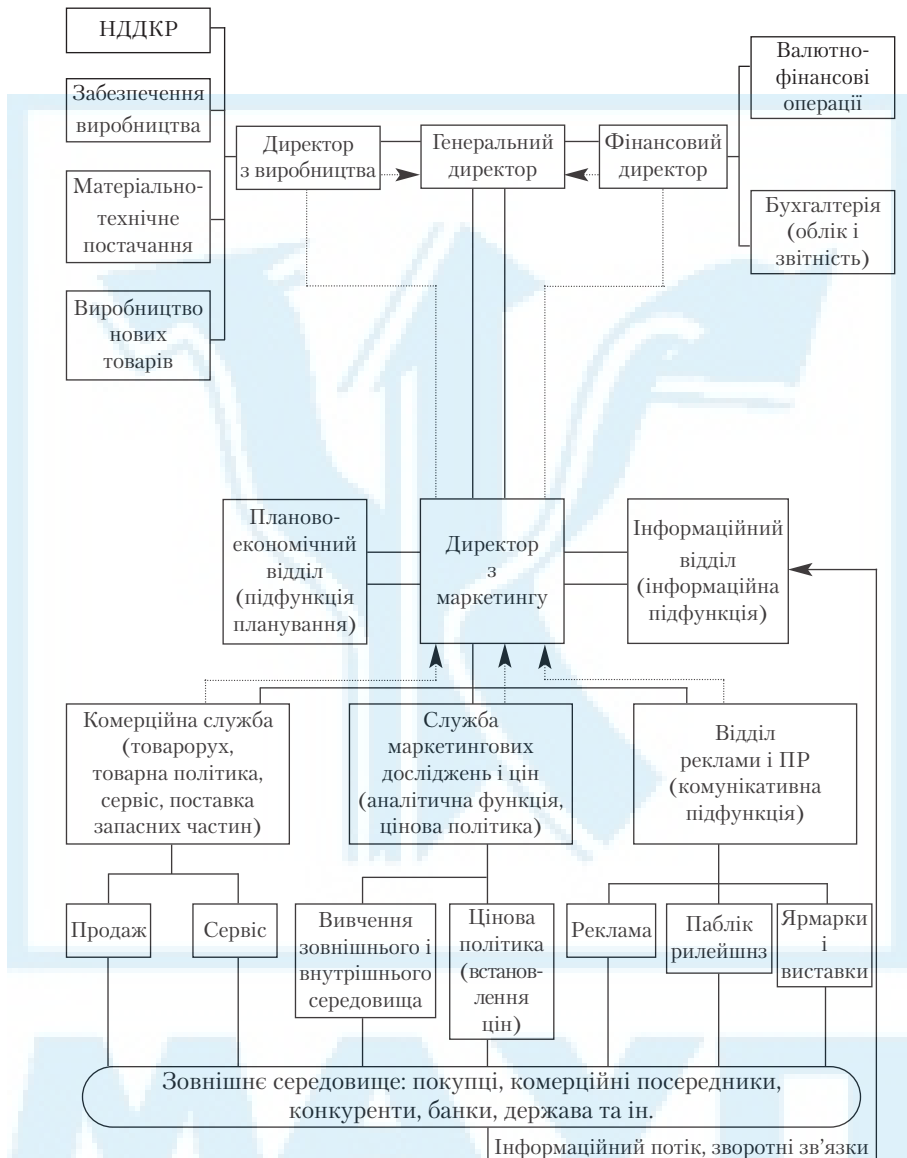 НДДКР
Забезпечення
виробництва
Матеріально-
технічне
постачання
Виробництво
нових
товарів
Директор
з виробництва
Генеральний
директор
Фінансовий
директор
Валютно-
фінансові
операції
Бухгалтерія
(облік і
звітність)
Планово-
економічний
відділ
(підфункція
планування)
Директор
з
маркетингу
Інформаційний
відділ
(інформаційна
підфункція)
Комерційна служба
(товарорух,
товарна політика,
сервіс, поставка
запасних частин)
Служба
маркетингових
досліджень і цін
(аналітична функція,
цінова політика)
Відділ
реклами і ПР
(комунікативна
підфункція)
Продаж
Сервіс
Вивчення
зовнішнього і
внутрішнього
середовища
Цінова
політика
(встанов-
лення
цін)
Реклама
Паблік
рилейшнз
Ярмарки
і
виставки
Зовнішнє середовище: покупці, комерційні посередники,
конкуренти, банки, держава та ін.
Інформаційний потік, зворотні зв'язки
МАУП